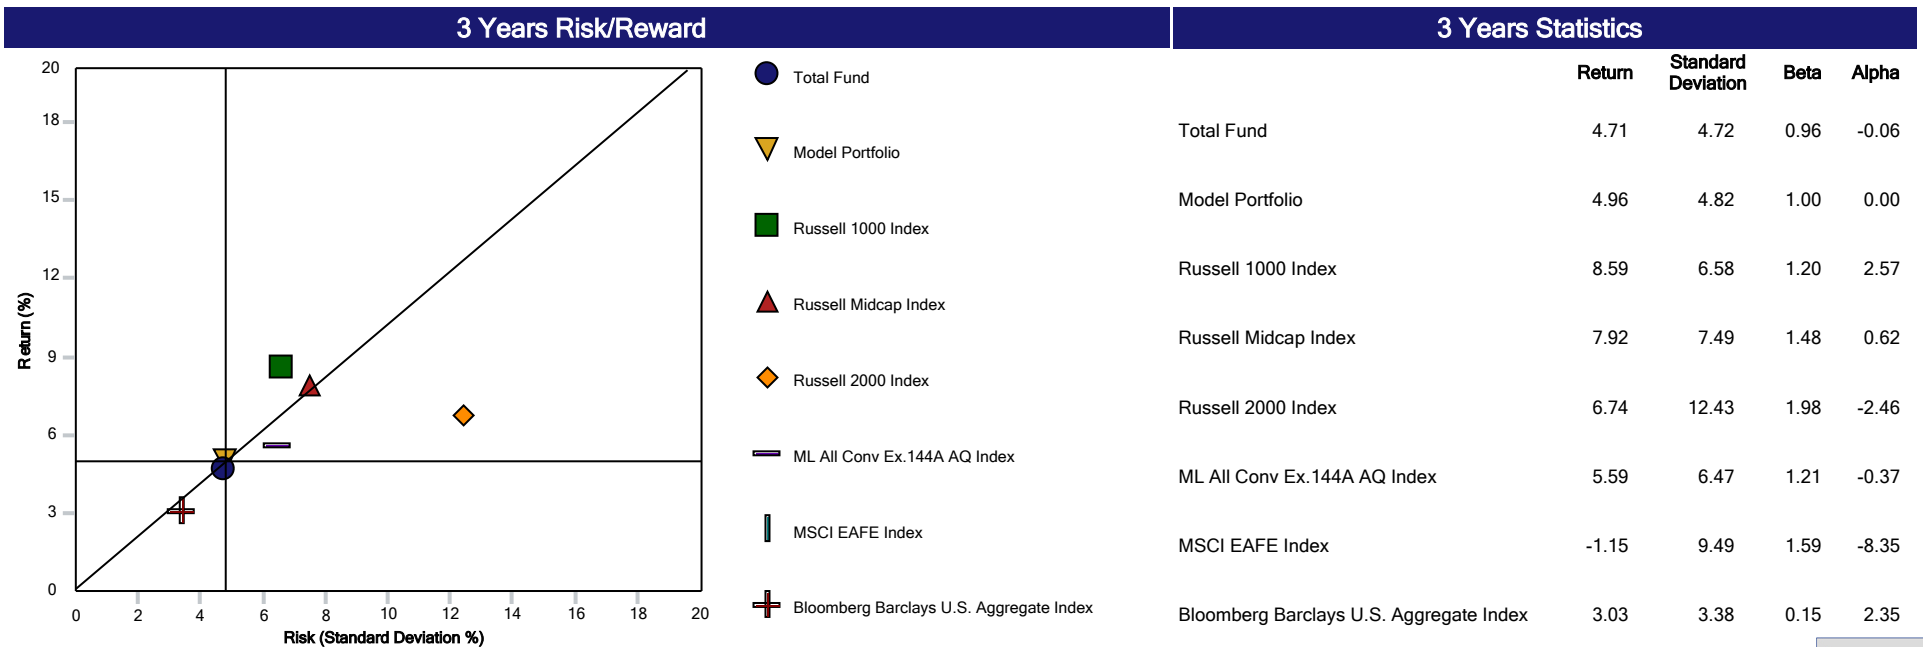 3 Years Risk/Reward
20
18
15
12
9
6
3
0
Return (%)
0 2 4 6 8 10 12 14 16 18 20
Risk (Standard Deviation %)
Total Fund
Model Portfolio
Russell 1000 Index
Russell Midcap Index
Russell 2000 Index
ML All Conv Ex.144A AQ Index
MSCI EAFE Index
Bloomberg Barclays U.S. Aggregate Index
3 Years Statistics
Return Standard Deviation Beta Alpha
Total Fund 4.71 4.72 0.96 -0.06
Model Portfolio 4.96 4.82 1.00 0.00
Russell 1000 Index 8.59 6.58 1.20 2.57
Russell Midcap Index 7.92 7.49 1.48 0.62
Russell 2000 Index 6.74 12.43 1.98 -2.46
ML All Conv Ex.144A AQ Index 5.59 6.47 1.21 -0.37
MSCI EAFE Index -1.15 9.49 1.59 -8.35
Bloomberg Barclays U.S. Aggregate Index 3.03 3.38 0.15 2.35